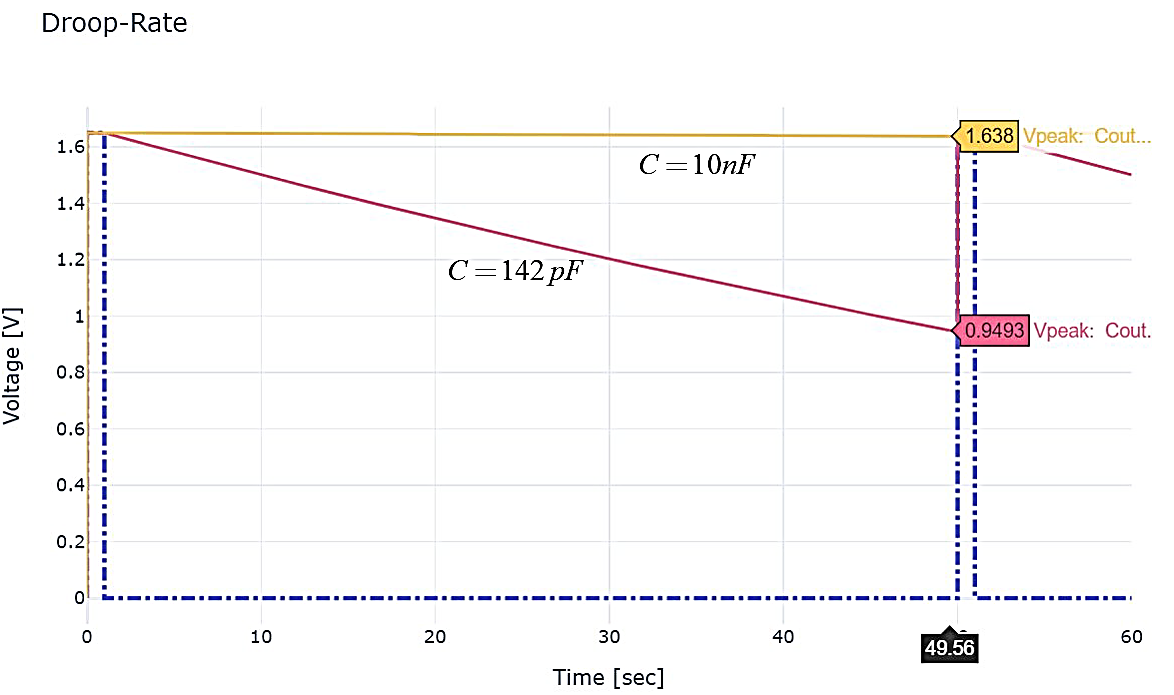 Droop-Rate
1.638 Vpeak: Cout...
1.6
C = 10nF
1.4
1.2
C = 142 pF
1
0.9493 Vpeak: Cout.
0.8
0.6
0.4
0.2
0
Voltage [V]
0 10 20 30 40 60
49.56
Time [sec]